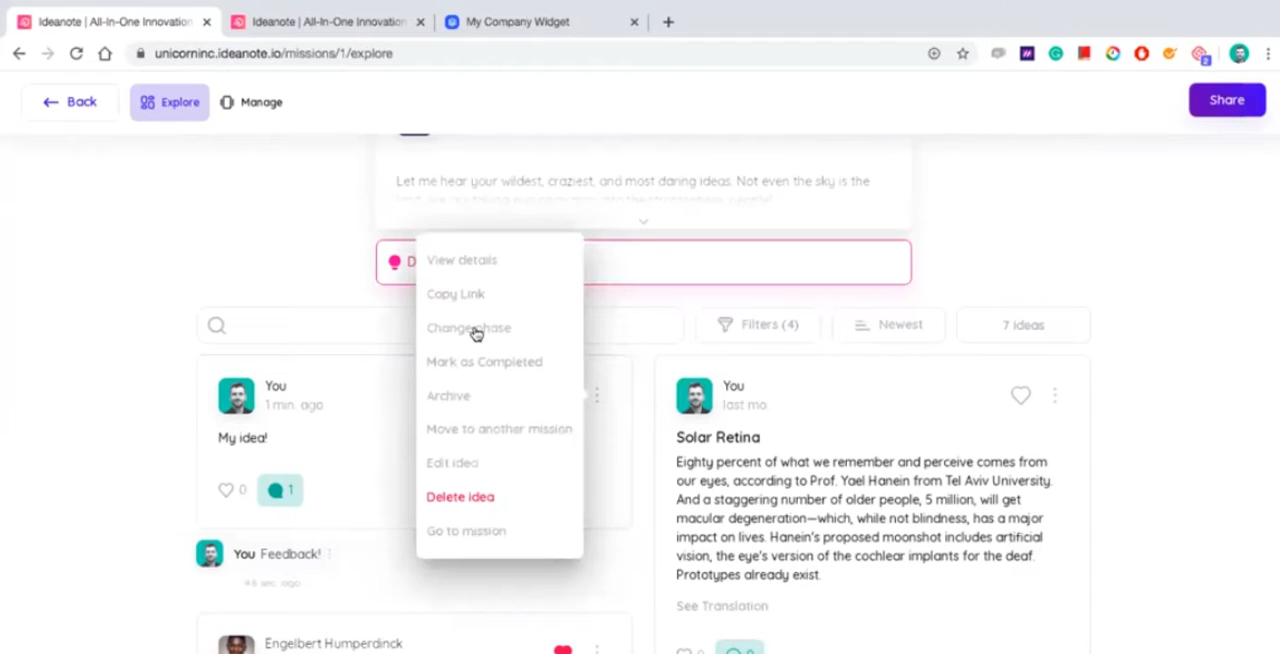 Ideanote | All-In-One Innovation
Ideanote | All-In-One Innovation
My Company Widget
unicorninc.ideanote.io/missions/1/explore
2
Back
Explore
Manage
Share
Let me hear your wildest, craziest, and most daring ideas. Not even the sky is the
D
View details
Copy Link
Change phase
Mark as Completed
Archive
Move to another mission
Edit idea
Delete idea
Go to mission
Filters (4)
Newest
7 ideas
You
1 min. ago
My idea!
0
1
You Feedback!
46 sec. ago
Engelbert Humperdinck
You
last mo.
Solar Retina
Eighty percent of what we remember and perceive comes from
our eyes, according to Prof. Yael Hanein from Tel Aviv University.
And a staggering number of older people, 5 million, will get
macular degeneration—which, while not blindness, has a major
impact on lives. Hanein's proposed moonshot includes artificial
vision, the eye's version of the cochlear implants for the deaf.
Prototypes already exist.
See Translation